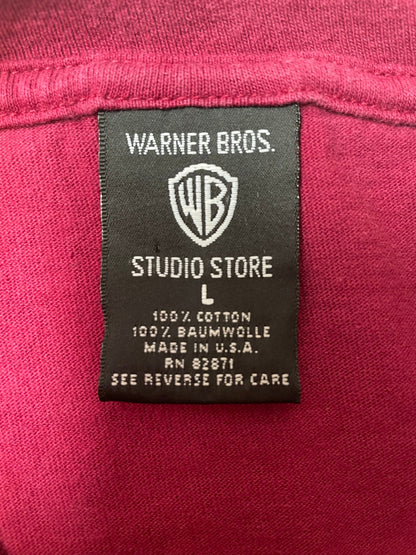 WARNER BROS.
WB
STUDIO STORE
L
100% COTTON
100% BAUMWOLLE
MADE IN U.S.A.
RN 82871
SEE REVERSE FOR CARE